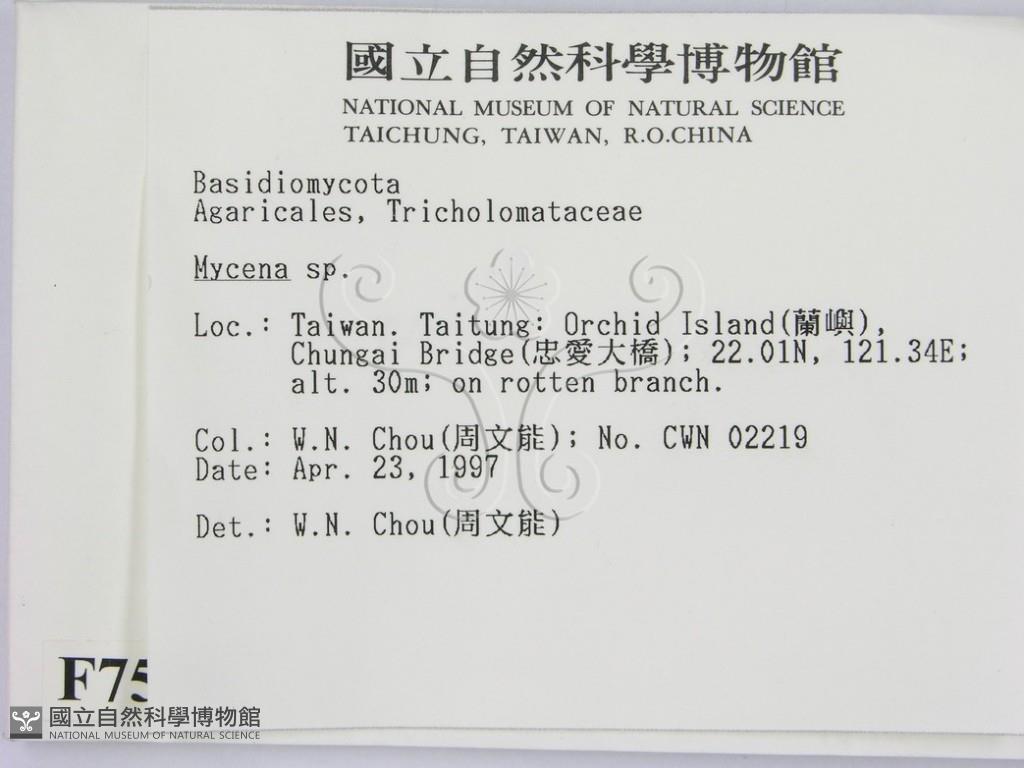 國立自然科學博物館
NATIONAL MUSEUM OF NATURAL SCIENCE
TAICHUNG, TAIWAN, R.O.CHINA
Basidiomycota
Agaricales, Tricholomataceae
Mycena sp.
Loc.: Taiwan. Taitung: Orchid Island(蘭嶼),
Chungai Bridge(忠愛大橋); 22.01N, 121.34E;
alt. 30m; on rotten branch.
Col.: W.N. Chou(周文能); No. CWN 02219
Date: Apr. 23, 1997
Det.: W.N. Chou(周文能)
F75
國立自然科學博物館
NATIONAL MUSEUM OF NATURAL SCIENCE